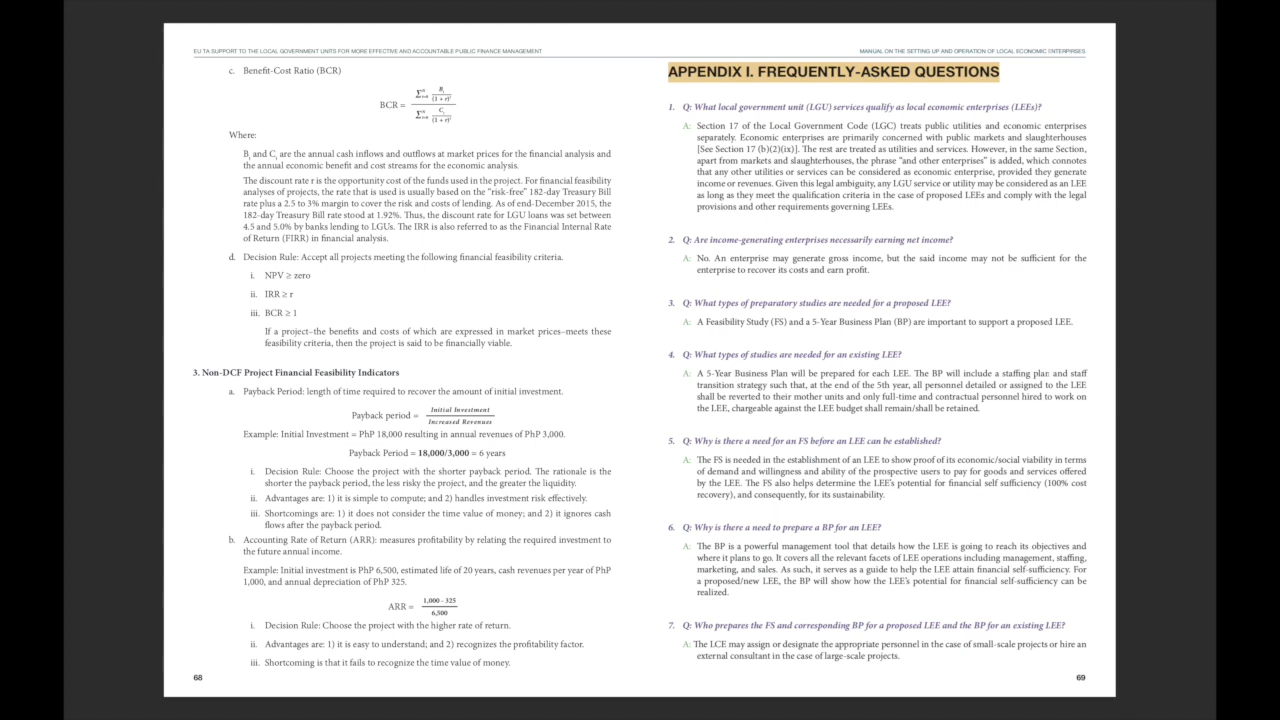 EU TA SUPPORT TO THE LOCAL GOVERNMENT UNITS FOR MORE EFFECTIVE AND ACCOUNTABLE PUBLIC FINANCE MANAGEMENT
c. Benefit-Cost Ratio (BCR)
BCR = 
Σⁿᵢ₌ₙ Bᵢ / (1 + r)ⁱ
Σⁿᵢ₌ₙ Cᵢ / (1 + r)ⁱ
Where:
Bᵢ and Cᵢ are the annual cash inflows and outflows at market prices for the financial analysis and
the annual economic benefit and cost streams for the economic analysis.
The discount rate r is the opportunity cost of the funds used in the project. For financial feasibility
analyses of projects, the rate that is used is usually based on the "risk-free" 182-day Treasury Bill
rate plus a 2.5 to 3% margin to cover the risk and costs of lending. As of end-December 2015, the
182-day Treasury Bill rate stood at 1.92%. Thus, the discount rate for LGU loans was set between
4.5 and 5.0% by banks lending to LGUs. The IRR is also referred to as the Financial Internal Rate
of Return (FIRR) in financial analysis.
d. Decision Rule: Accept all projects meeting the following financial feasibility criteria.
i. NPV ≥ zero
ii. IRR ≥ r
iii. BCR ≥ 1
If a project–the benefits and costs of which are expressed in market prices–meets these
feasibility criteria, then the project is said to be financially viable.
3. Non-DCF Project Financial Feasibility Indicators
a. Payback Period: length of time required to recover the amount of initial investment.
Payback period = Initial Investment / Increased Revenues
Example: Initial Investment = PhP 18,000 resulting in annual revenues of PhP 3,000.
Payback Period = 18,000/3,000 = 6 years
i. Decision Rule: Choose the project with the shorter payback period. The rationale is the
shorter the payback period, the less risky the project, and the greater the liquidity.
ii. Advantages are: 1) it is simple to compute; and 2) handles investment risk effectively.
iii. Shortcomings are: 1) it does not consider the time value of money; and 2) it ignores cash
flows after the payback period.
b. Accounting Rate of Return (ARR): measures profitability by relating the required investment to
the future annual income.
Example: Initial investment is PhP 6,500, estimated life of 20 years, cash revenues per year of PhP
1,000, and annual depreciation of PhP 325.
ARR = 1,000 - 325 / 6,500
i. Decision Rule: Choose the project with the higher rate of return.
ii. Advantages are: 1) it is easy to understand; and 2) recognizes the profitability factor.
iii. Shortcoming is that it fails to recognize the time value of money.
68
MANUAL ON THE SETTING UP AND OPERATION OF LOCAL ECONOMIC ENTERPIRSES
APPENDIX I. FREQUENTLY-ASKED QUESTIONS
1. Q: What local government unit (LGU) services qualify as local economic enterprises (LEEs)?
A: Section 17 of the Local Government Code (LGC) treats public utilities and economic enterprises
separately. Economic enterprises are primarily concerned with public markets and slaughterhouses
[See Section 17 (b)(2)(ix)]. The rest are treated as utilities and services. However, in the same Section,
apart from markets and slaughterhouses, the phrase "and other enterprises" is added, which connotes
that any other utilities or services can be considered as economic enterprise, provided they generate
income or revenues. Given this legal ambiguity, any LGU service or utility may be considered as an LEE
as long as they meet the qualification criteria in the case of proposed LEEs and comply with the legal
provisions and other requirements governing LEEs.
2. Q: Are income-generating enterprises necessarily earning net income?
A: No. An enterprise may generate gross income, but the said income may not be sufficient for the
enterprise to recover its costs and earn profit.
3. Q: What types of preparatory studies are needed for a proposed LEE?
A: A Feasibility Study (FS) and a 5-Year Business Plan (BP) are important to support a proposed LEE.
4. Q: What types of studies are needed for an existing LEE?
A: A 5-Year Business Plan will be prepared for each LEE. The BP will include a staffing plan and staff
transition strategy such that, at the end of the 5th year, all personnel detailed or assigned to the LEE
shall be reverted to their mother units and only full-time and contractual personnel hired to work on
the LEE, chargeable against the LEE budget shall remain/shall be retained.
5. Q: Why is there a need for an FS before an LEE can be established?
A: The FS is needed in the establishment of an LEE to show proof of its economic/social viability in terms
of demand and willingness and ability of the prospective users to pay for goods and services offered
by the LEE. The FS also helps determine the LEE's potential for financial self sufficiency (100% cost
recovery), and consequently, for its sustainability.
6. Q: Why is there a need to prepare a BP for an LEE?
A: The BP is a powerful management tool that details how the LEE is going to reach its objectives and
where it plans to go. It covers all the relevant facets of LEE operations including management, staffing,
marketing, and sales. As such, it serves as a guide to help the LEE attain financial self-sufficiency. For
a proposed/new LEE, the BP will show how the LEE's potential for financial self-sufficiency can be
realized.
7. Q: Who prepares the FS and corresponding BP for a proposed LEE and the BP for an existing LEE?
A: The LCE may assign or designate the appropriate personnel in the case of small-scale projects or hire an
external consultant in the case of large-scale projects.
69